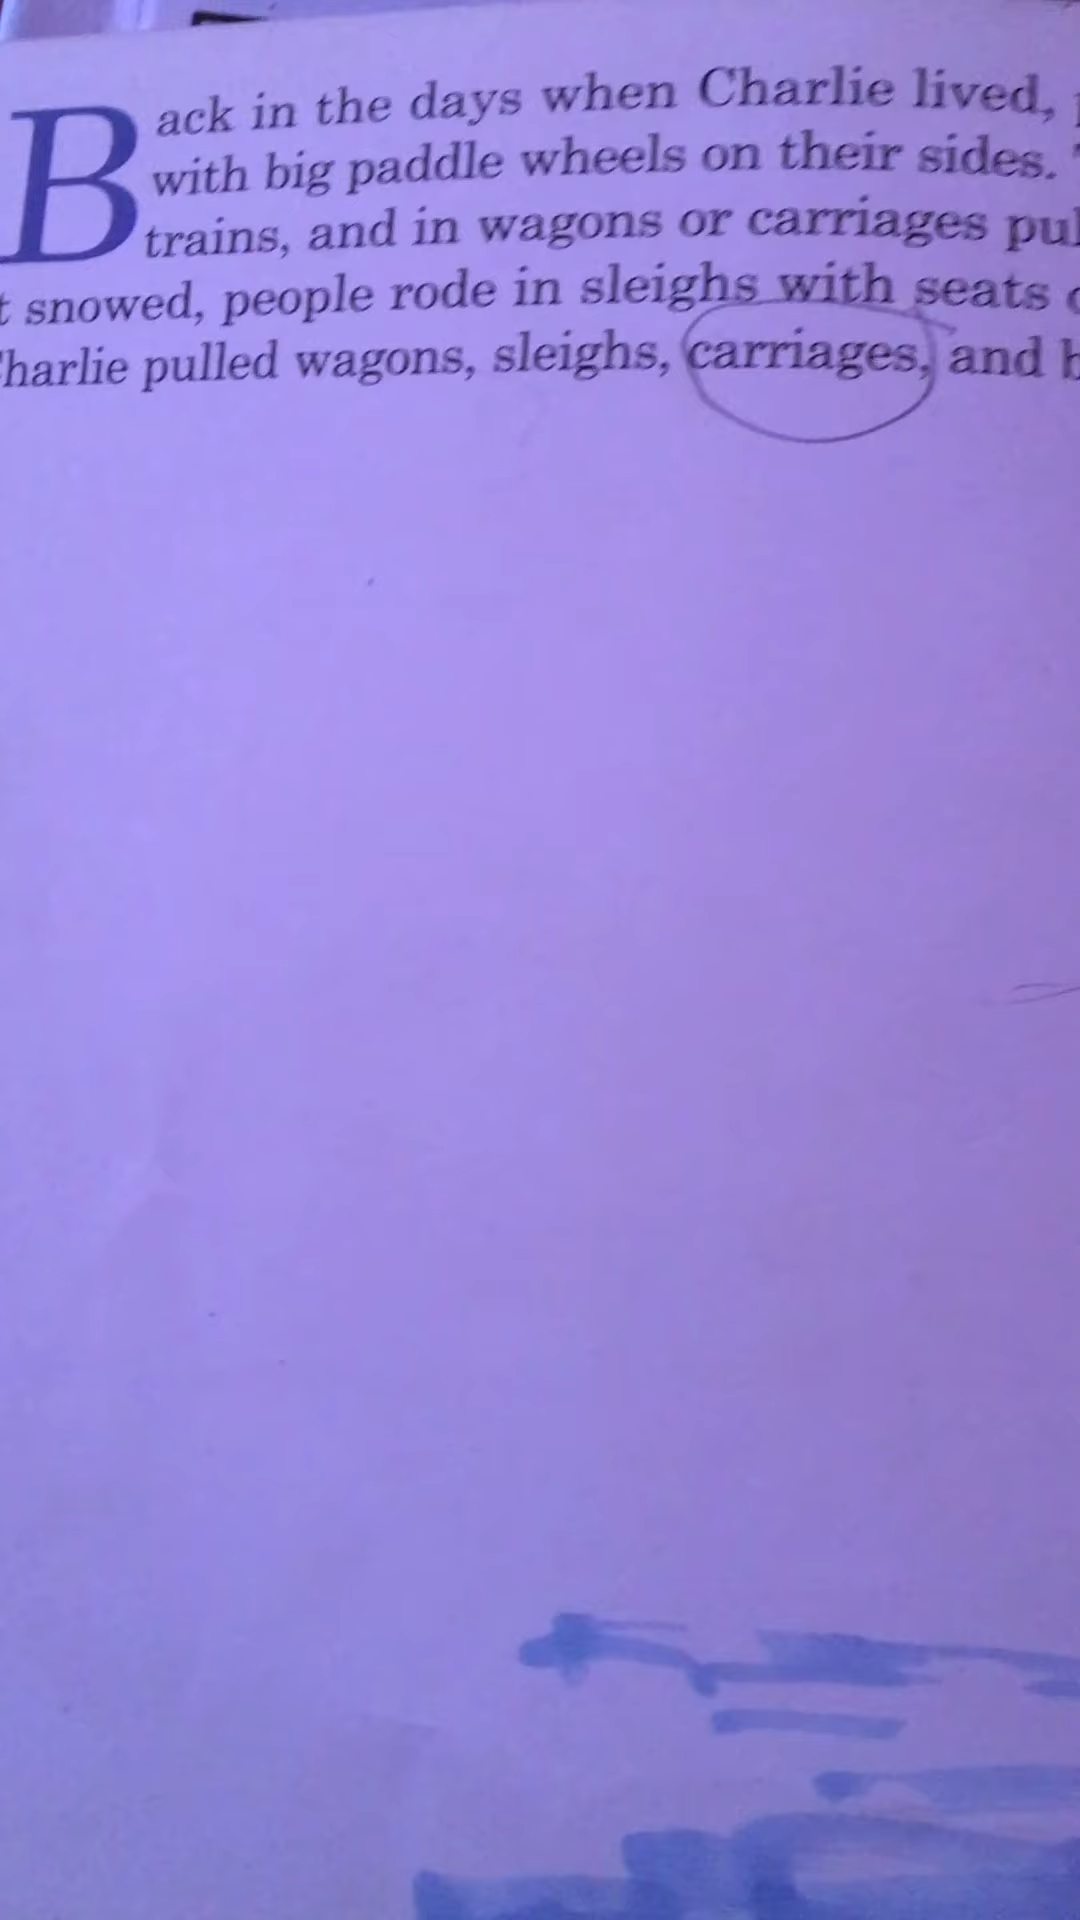 Back in the days when Charlie lived,
with big paddle wheels on their sides.
trains, and in wagons or carriages pul
t snowed, people rode in sleighs with seats
harlie pulled wagons, sleighs, carriages, and